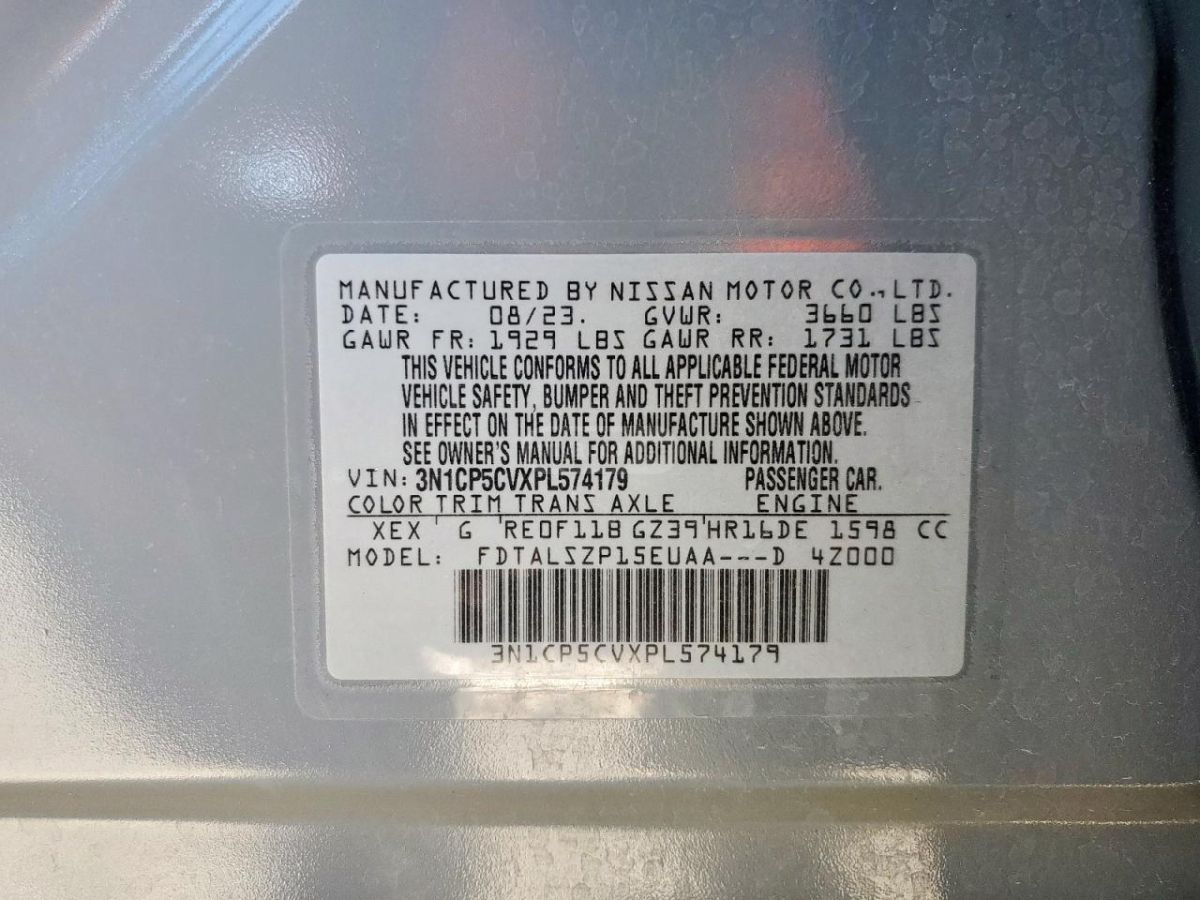 MANUFACTURED BY NISSAN MOTOR CO.,LTD.
DATE: 08/23. GVWR: 3660 LBS
GAWR FR: 1929 LBS GAWR RR: 1731 LBS
THIS VEHICLE CONFORMS TO ALL APPLICABLE FEDERAL MOTOR
VEHICLE SAFETY, BUMPER AND THEFT PREVENTION STANDARDS
IN EFFECT ON THE DATE OF MANUFACTURE SHOWN ABOVE.
SEE OWNER'S MANUAL FOR ADDITIONAL INFORMATION.
VIN: 3N1CP5CVXPL574179 PASSENGER CAR.
COLOR TRIM TRANS AXLE ENGINE
XEX ' G 'RE0F11B GZ39'HR16DE 1598 CC
MODEL: FDTALSZP15EUAA---D 4Z000
3N1CP5CVXPL574179